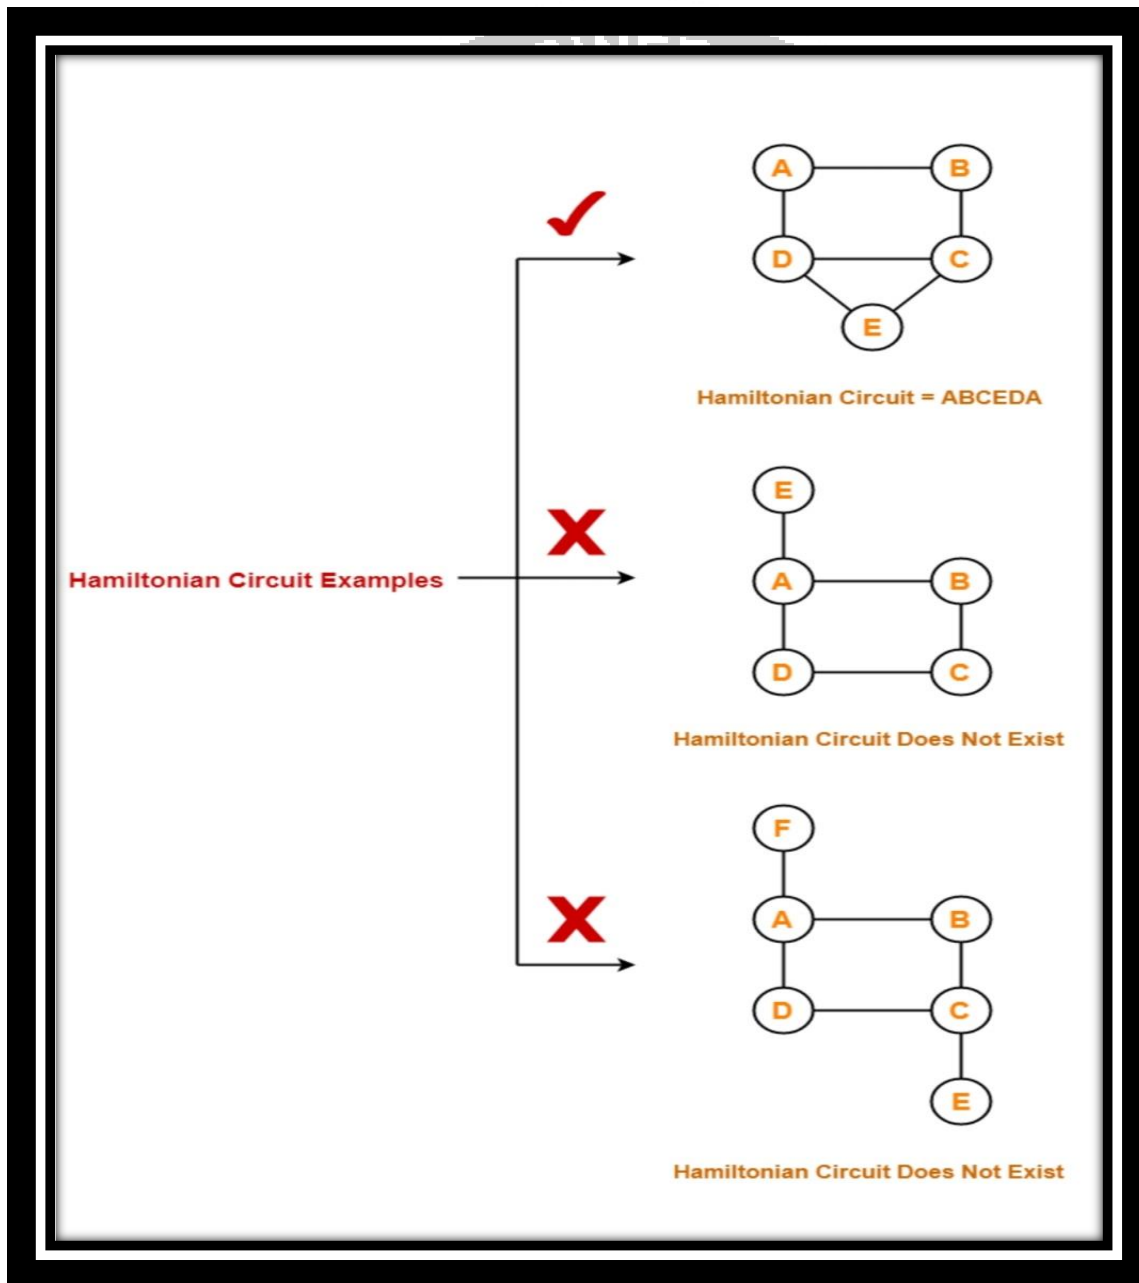 A
B
D
C
E
Hamiltonian Circuit = ABCEDA
E
Hamiltonian Circuit Examples
A
B
D
C
Hamiltonian Circuit Does Not Exist
F
A
B
D
C
E
Hamiltonian Circuit Does Not Exist